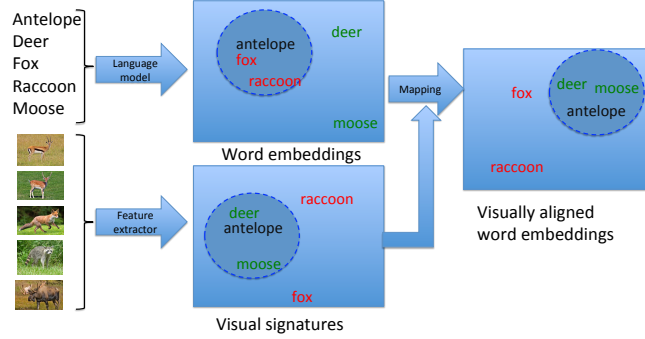 Antelope
Deer
Fox
Raccoon
Moose
Language
model
antelope
fox
raccoon
deer
moose
Word embeddings
Mapping
fox
deer moose
antelope
raccoon
Visually aligned
word embeddings
Feature
extractor
deer
antelope
moose
raccoon
fox
Visual signatures